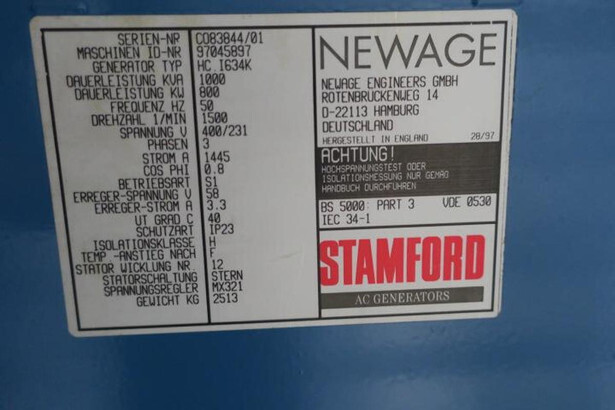 SERIEN-NR C083844/01
MASCHINEN ID-NR 97045897
GENERATOR TYP HC.I634K
DAUERLEISTUNG KVA 1000
DAUERLEISTUNG KW 800
FREQUENZ HZ 50
DREHZAHL 1/MIN 1500
SPANNUNG V 400/231
PHASEN 3
STROM A 1445
COS PHI 0.8
BETRIEBSART S1
ERREGER-SPANNUNG V 58
ERREGER-STROM A 3.3
UT GRAD C 40
SCHUTZART IP23
ISOLATIONSKLASSE H
TEMP -ANSTIEG NACH F
STATOR WICKLUNG NR 12
STATORSCHALTUNG STERN
SPANNUNGSREGLER MX321
GEWICHT KG 2513
NEWAGE
NEWAGE ENGINEERS GMBH
ROTENBRUCKENWEG 14
D-22113 HAMBURG
DEUTSCHLAND
HERGESTELLT IN ENGLAND 28/97
ACHTUNG!
HOCHSPANNUNGSTEST ODER
ISOLATIONSMESSUNG NUR GEMÄG
HANDBUCH DURCHFÜHREN
BS 5000: PART 3 VDE 0530
IEC 34-1
STAMFORD
AC GENERATORS